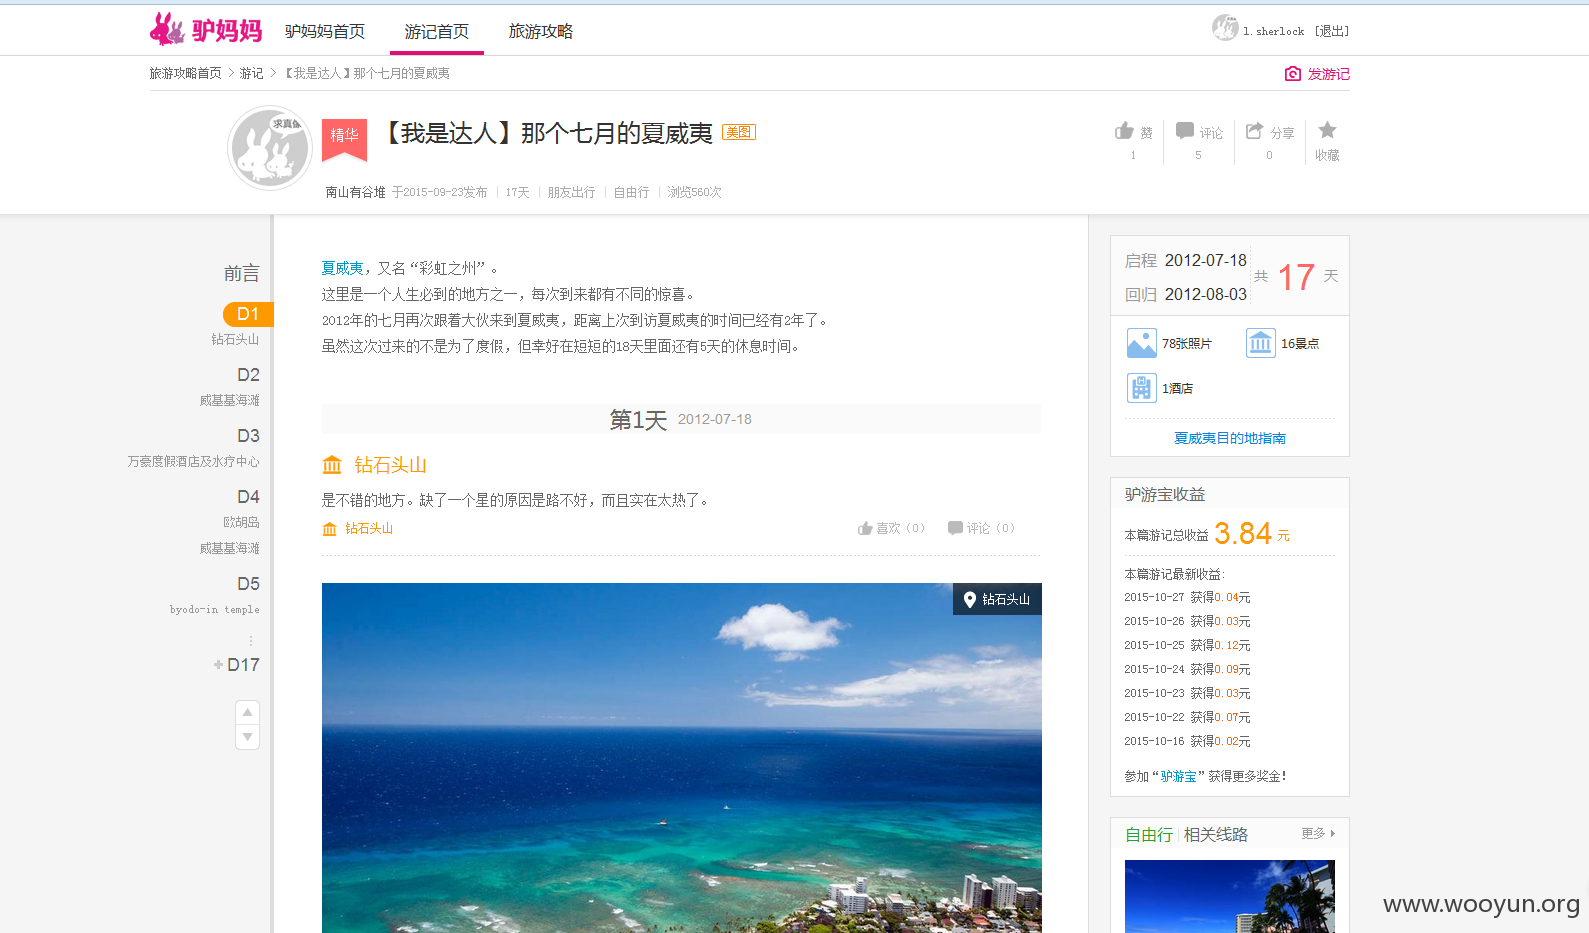 驴妈妈 驴妈妈首页 游记首页 旅游攻略 l.sherlock [退出]
旅游攻略首页 > 游记 > 【我是达人】那个七月的夏威夷 发游记
求真像
精华 【我是达人】那个七月的夏威夷 美图
赞 评论 分享
1 5 0 收藏
南山有谷堆 于2015-09-23发布 | 17天 | 朋友出行 | 自由行 | 浏览560次
前言
D1
钻石头山
D2
威基基海滩
D3
万豪度假酒店及水疗中心
D4
欧胡岛
威基基海滩
D5
byodo-in temple
D17
夏威夷，又名“彩虹之州”。
这里是一个人生必到的地方之一，每次到来都有不同的惊喜。
2012年的七月再次跟着大伙来到夏威夷，距离上次到访夏威夷的时间已经有2年了。
虽然这次过来的不是为了度假，但幸好在短短的18天里面还有5天的休息时间。
第1天 2012-07-18
钻石头山
是不错的地方。缺了一个星的原因是路不好，而且实在太热了。
钻石头山 喜欢（0） 评论（0）
钻石头山
启程 2012-07-18
回归 2012-08-03
共 17 天
78张照片 16景点
1酒店
夏威夷目的地指南
驴游宝收益
本篇游记总收益 3.84 元
本篇游记最新收益:
2015-10-27 获得0.04元
2015-10-26 获得0.03元
2015-10-25 获得0.12元
2015-10-24 获得0.09元
2015-10-23 获得0.03元
2015-10-22 获得0.07元
2015-10-16 获得0.02元
参加“驴游宝”获得更多奖金!
自由行 | 相关线路 更多
www.wooyun.org